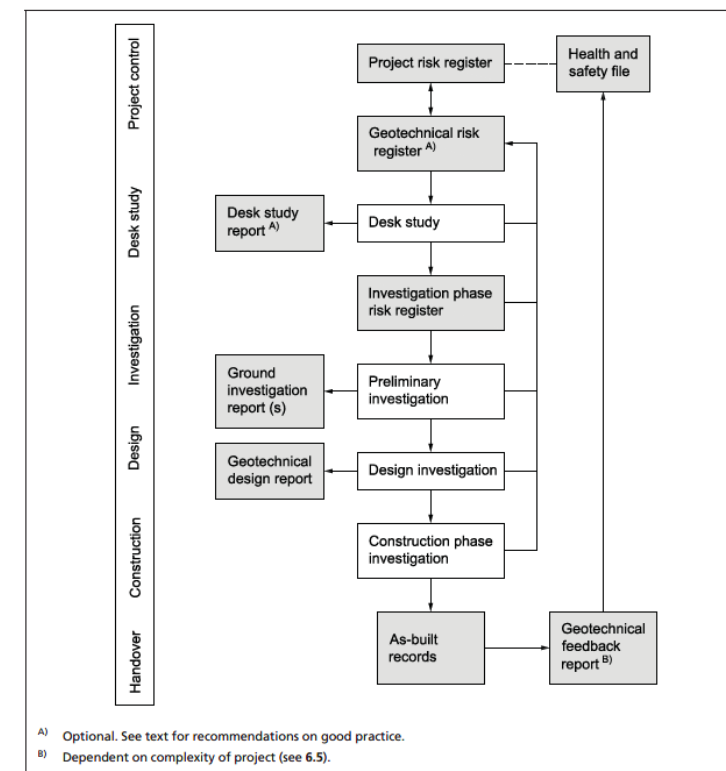 Project control
Desk study
Investigation
Design
Construction
Handover
Project risk register
Health and
safety file
Geotechnical risk
register A)
Desk study
report A)
Desk study
Investigation phase
risk register
Ground
investigation
report (s)
Preliminary
investigation
Geotechnical
design report
Design investigation
Construction phase
investigation
As-built
records
Geotechnical
feedback
report B)
A) Optional. See text for recommendations on good practice.
B) Dependent on complexity of project (see 6.5).